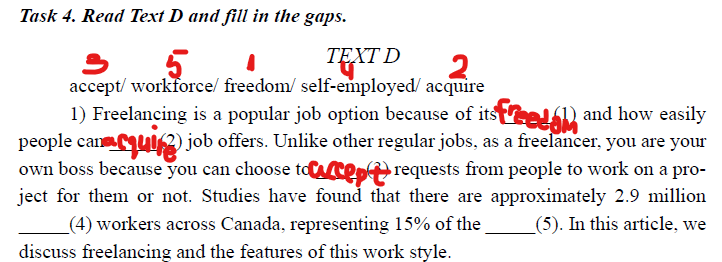 Task 4. Read Text D and fill in the gaps.
TEXT D
3 5 1 4 2
accept/ workforce/ freedom/ self-employed/ acquire
1) Freelancing is a popular job option because of its freedom (1) and how easily
people can acquire (2) job offers. Unlike other regular jobs, as a freelancer, you are your
own boss because you can choose to accept (3) requests from people to work on a pro-
ject for them or not. Studies have found that there are approximately 2.9 million
_____(4) workers across Canada, representing 15% of the _____(5). In this article, we
discuss freelancing and the features of this work style.